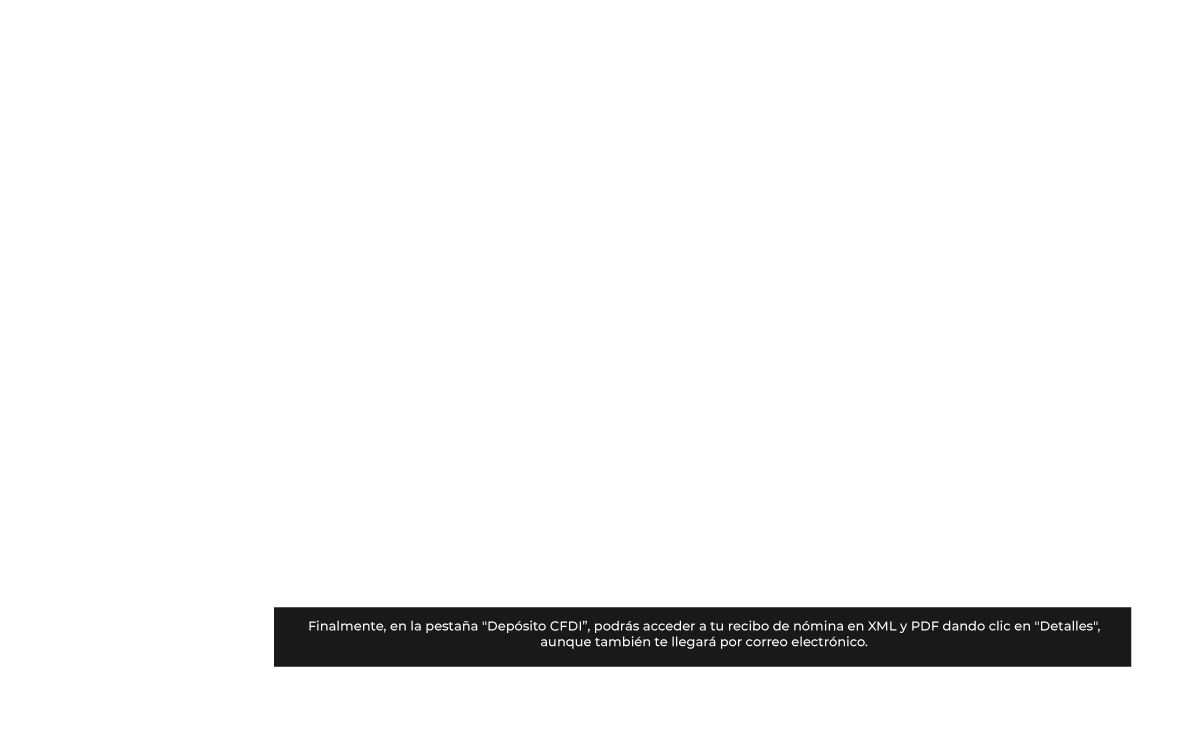 Finalmente, en la pestaña "Depósito CFDI”, podrás acceder a tu recibo de nómina en XML y PDF dando clic en "Detalles",
aunque también te llegará por correo electrónico.